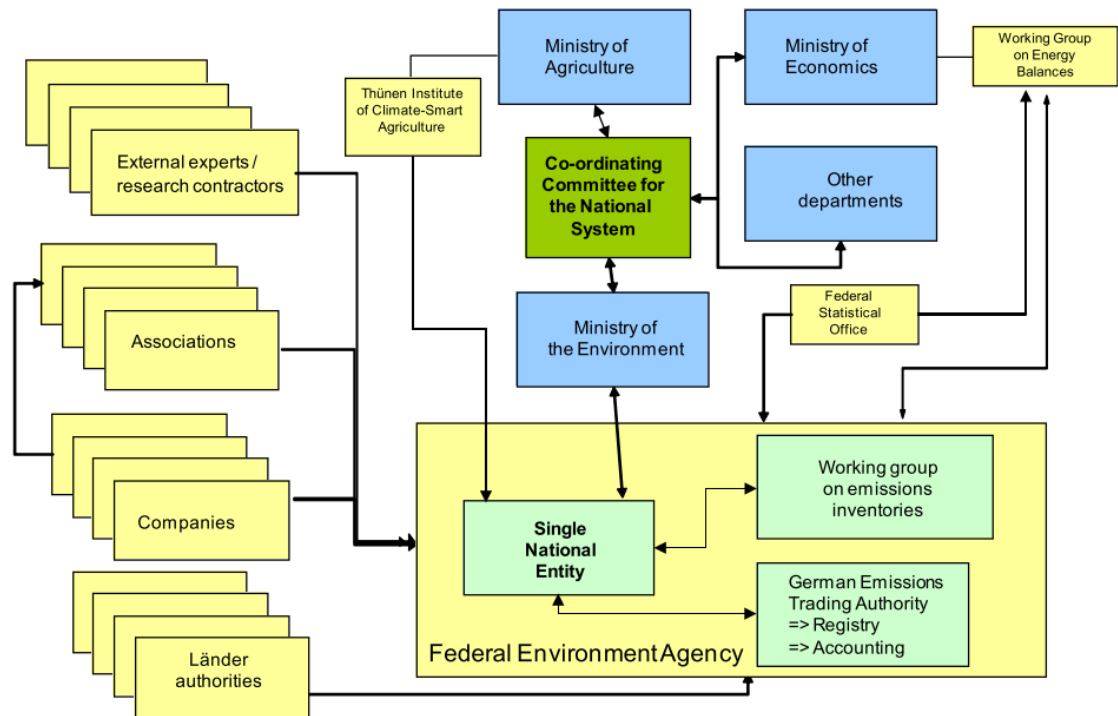 Ministry of
Agriculture
Ministry of
Economics
Working Group
on Energy
Balances
Thünen Institute
of Climate-Smart
Agriculture
External experts /
research contractors
Co-ordinating
Committee for
the National
System
Other
departments
Federal
Statistical
Office
Associations
Ministry of
the Environment
Working group
on emissions
inventories
Companies
Single
National
Entity
German Emissions
Trading Authority
=> Registry
=> Accounting
Federal Environment Agency
Länder
authorities